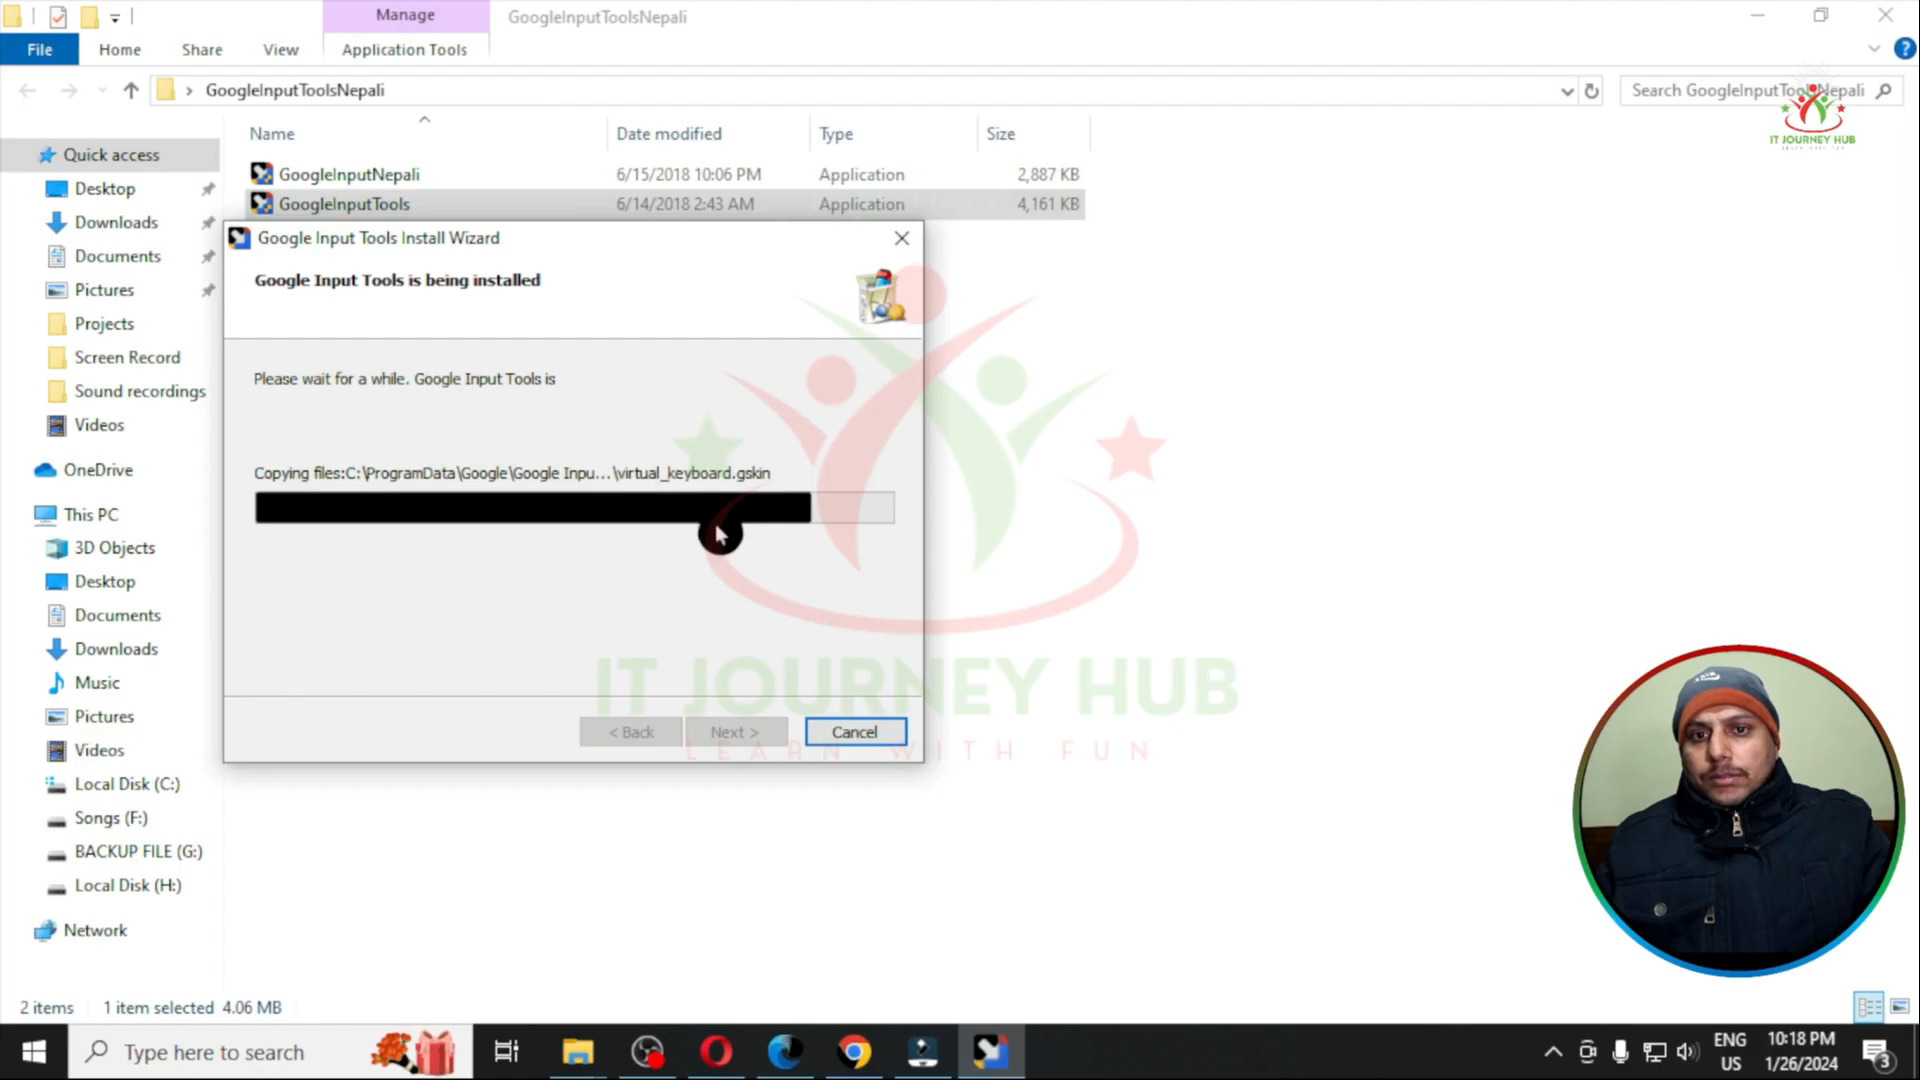 Manage
GoogleInputToolsNepali
File
Home
Share
View
Application Tools
GoogleInputToolsNepali
Search GoogleInputToolsNepali
IT JOURNEY HUB
Name
Date modified
Type
Size
Quick access
Desktop
Downloads
Documents
Pictures
Projects
Screen Record
Sound recordings
Videos
OneDrive
This PC
3D Objects
Desktop
Documents
Downloads
Music
Pictures
Videos
Local Disk (C:)
Songs (F:)
BACKUP FILE (G:)
Local Disk (H:)
Network
GoogleInputNepali 6/15/2018 10:06 PM Application 2,887 KB
GoogleInputTools 6/14/2018 2:43 AM Application 4,161 KB
Google Input Tools Install Wizard
Google Input Tools is being installed
Please wait for a while. Google Input Tools is
Copying files:C:\ProgramData\Google\Google Inpu...\virtual_keyboard.gskin
IT JOURNEY HUB
LEARN WITH FUN
< Back
Next >
Cancel
2 items
1 item selected 4.06 MB
Type here to search
ENG
US
10:18 PM
1/26/2024
3